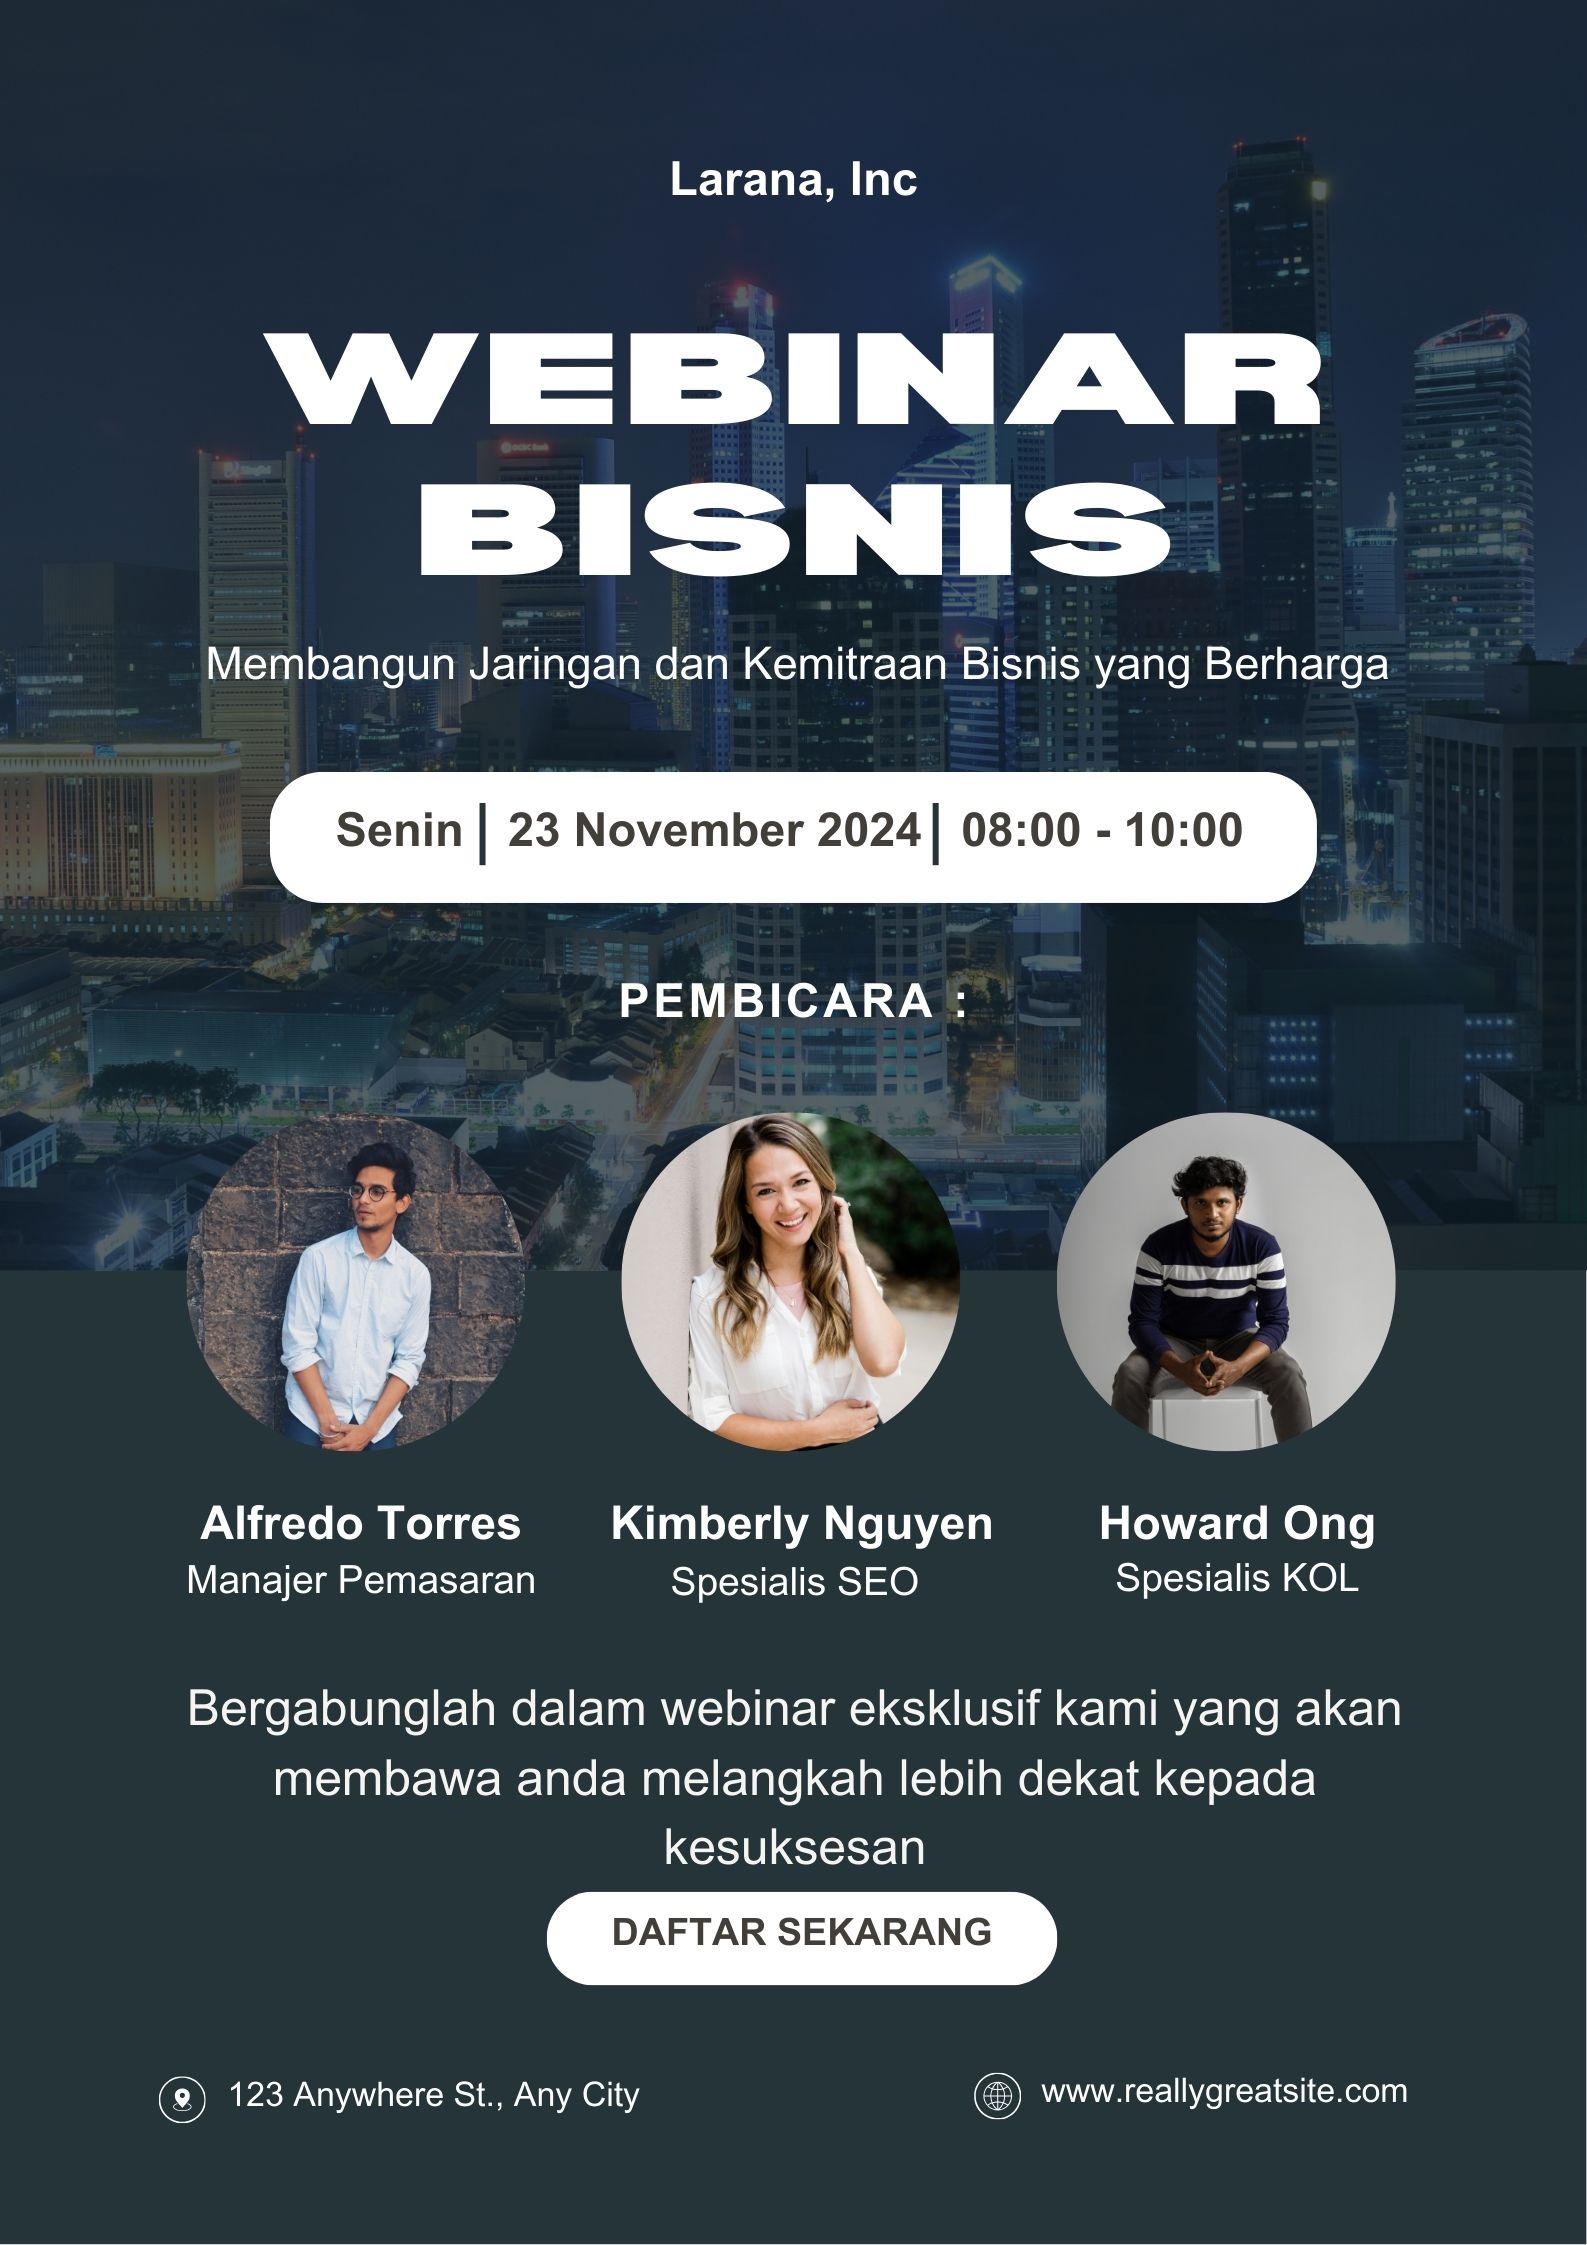 Larana, Inc
WEBINAR
BISNIS
OCBC Bank
Membangun Jaringan dan Kemitraan Bisnis yang Berharga
Senin | 23 November 2024 | 08:00 - 10:00
PEMBICARA :
Alfredo Torres
Manajer Pemasaran
Kimberly Nguyen
Spesialis SEO
Howard Ong
Spesialis KOL
Bergabunglah dalam webinar eksklusif kami yang akan
membawa anda melangkah lebih dekat kepada
kesuksesan
DAFTAR SEKARANG
123 Anywhere St., Any City
www.reallygreatsite.com